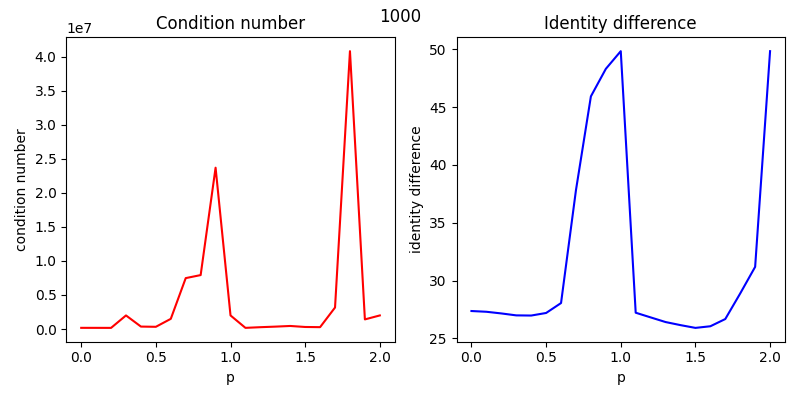 1000
Condition number
1e7
condition number
4.0
3.5
3.0
2.5
2.0
1.5
1.0
0.5
0.0
0.0 0.5 1.0 1.5 2.0
p
Identity difference
identity difference
50
45
40
35
30
25
0.0 0.5 1.0 1.5 2.0
p